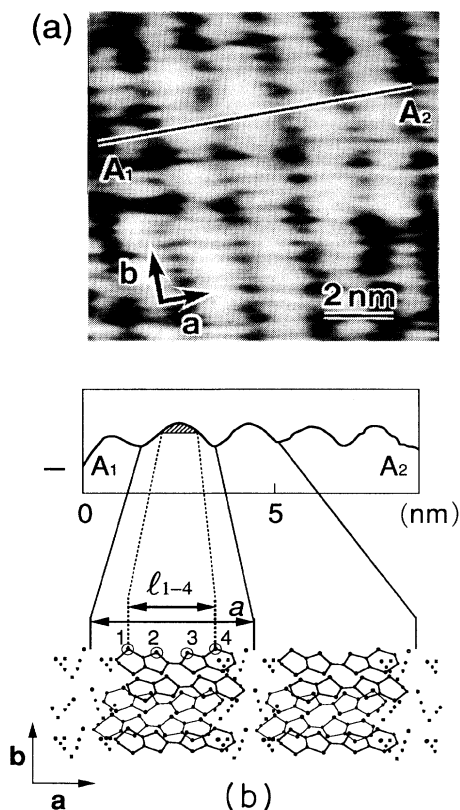 (a)
A₂
A₁
b
a
2 nm
A₁ A₂
0 5 (nm)
ℓ₁₋₄
a
1 2 3 4
b
a
(b)